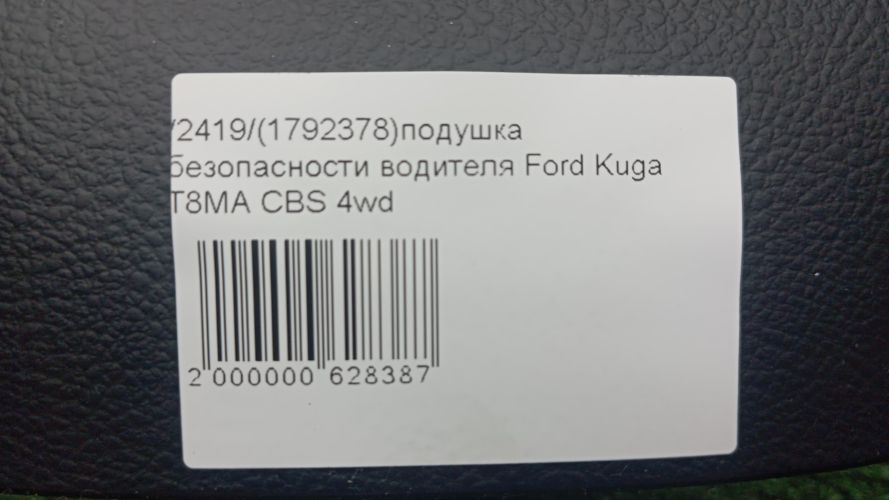 /2419/(1792378)подушка
безопасности водителя Ford Kuga
T8MA CBS 4wd
2 000000 628387